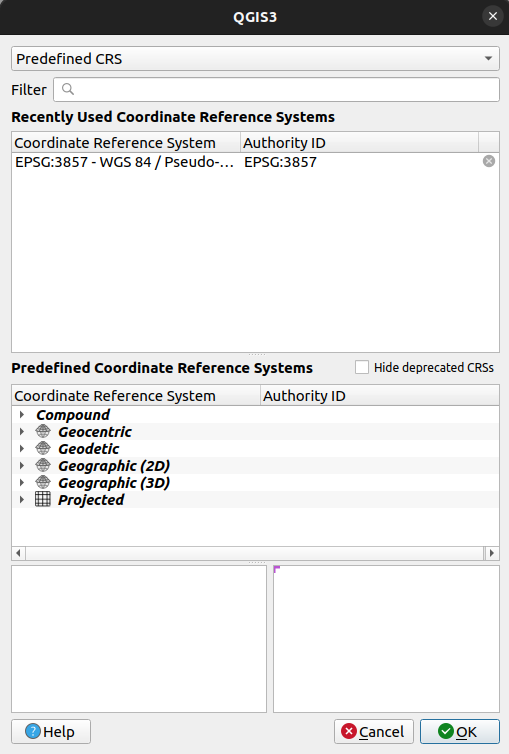 QGIS3
Predefined CRS
Filter
Recently Used Coordinate Reference Systems
Coordinate Reference System Authority ID
EPSG:3857 - WGS 84 / Pseudo-... EPSG:3857
Predefined Coordinate Reference Systems Hide deprecated CRSs
Coordinate Reference System Authority ID
Compound
Geocentric
Geodetic
Geographic (2D)
Geographic (3D)
Projected
Help Cancel OK